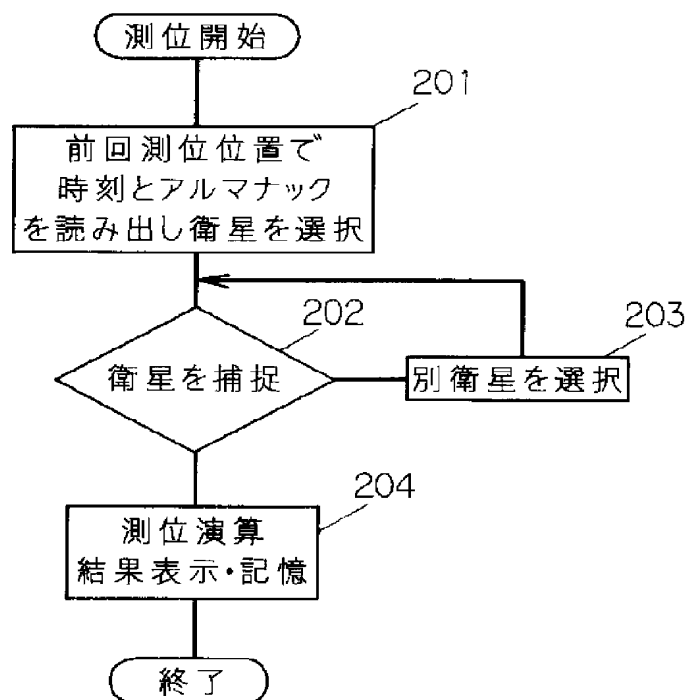 測位開始
201
前回測位位置で
時刻とアルマナック
を読み出し衛星を選択
202
衛星を捕捉
203
別衛星を選択
204
測位演算
結果表示・記憶
終了